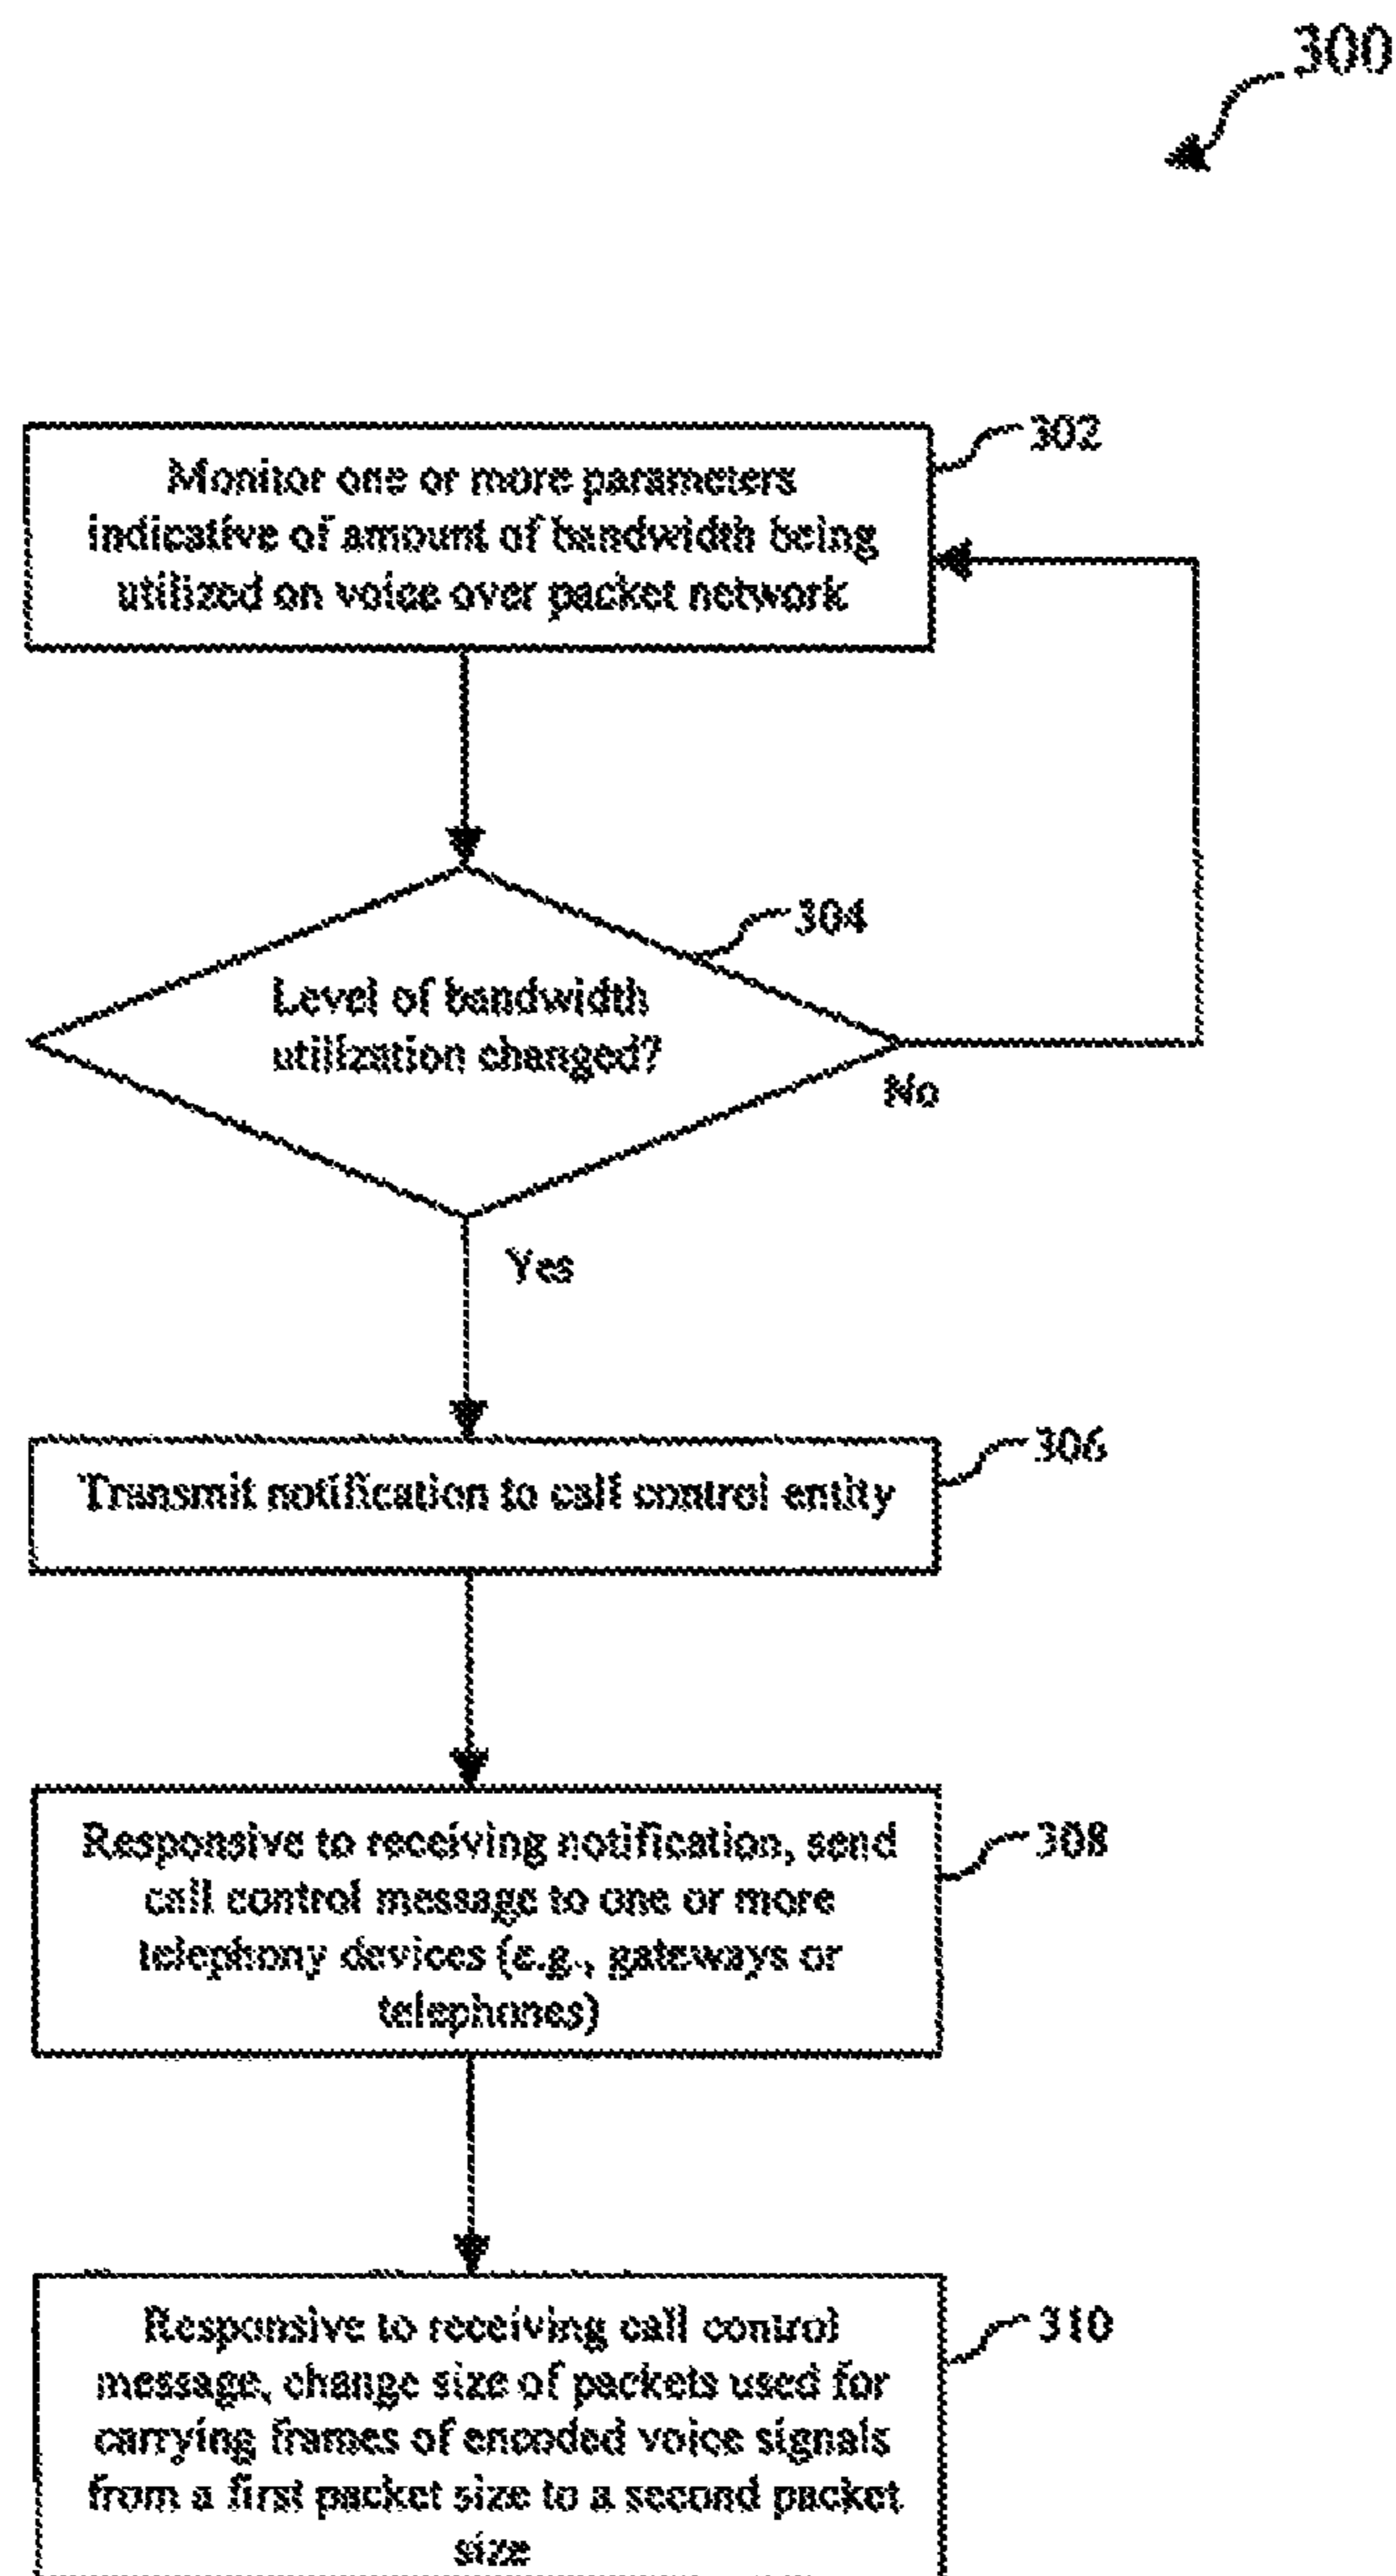 300
302
Monitor one or more parameters
indicative of amount of bandwidth being
utilized on voice over packet network
304
Level of bandwidth
utilization changed?
No
Yes
306
Transmit notification to call control entity
308
Responsive to receiving notification, send
call control message to one or more
telephony devices (e.g., gateways or
telephones)
310
Responsive to receiving call control
message, change size of packets used for
carrying frames of encoded voice signals
from a first packet size to a second packet
size